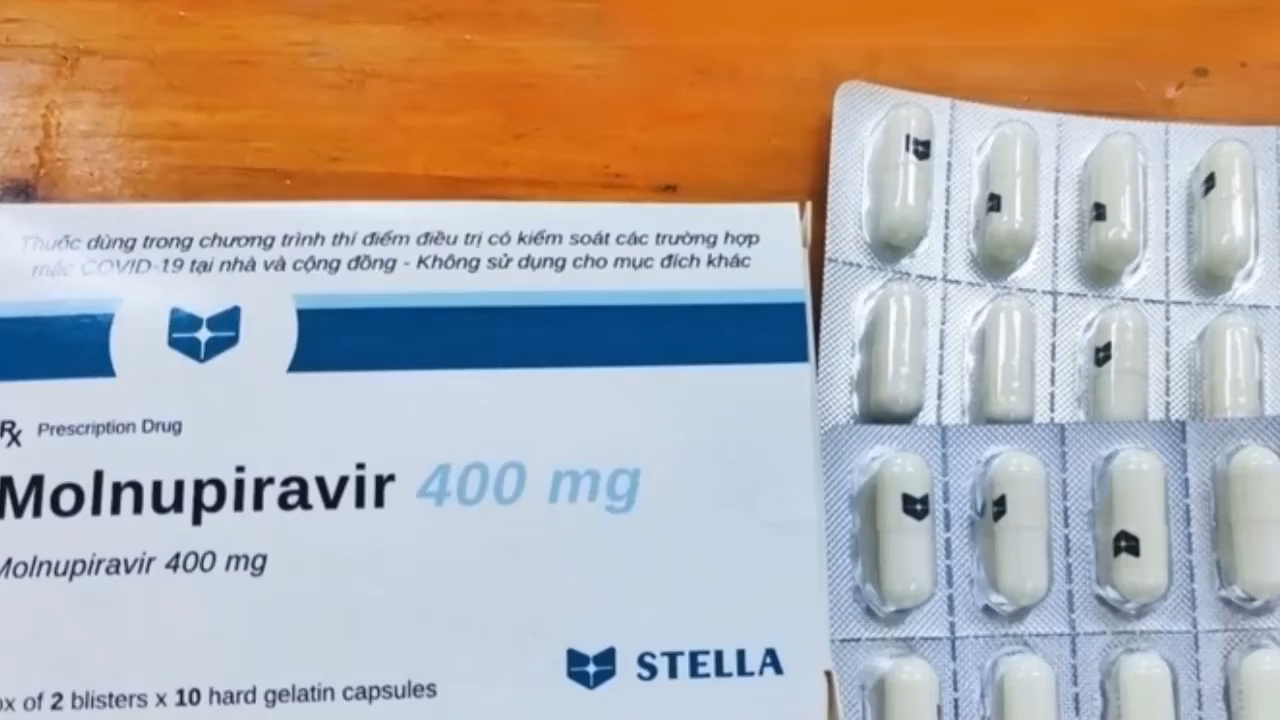 Thuốc dùng trong chương trình thí điểm điều trị có kiểm soát các trường hợp
mắc COVID-19 tại nhà và cộng đồng - Không sử dụng cho mục đích khác
Rx Prescription Drug
Molnupiravir 400 mg
Molnupiravir 400 mg
STELLA
of 2 blisters x 10 hard gelatin capsules